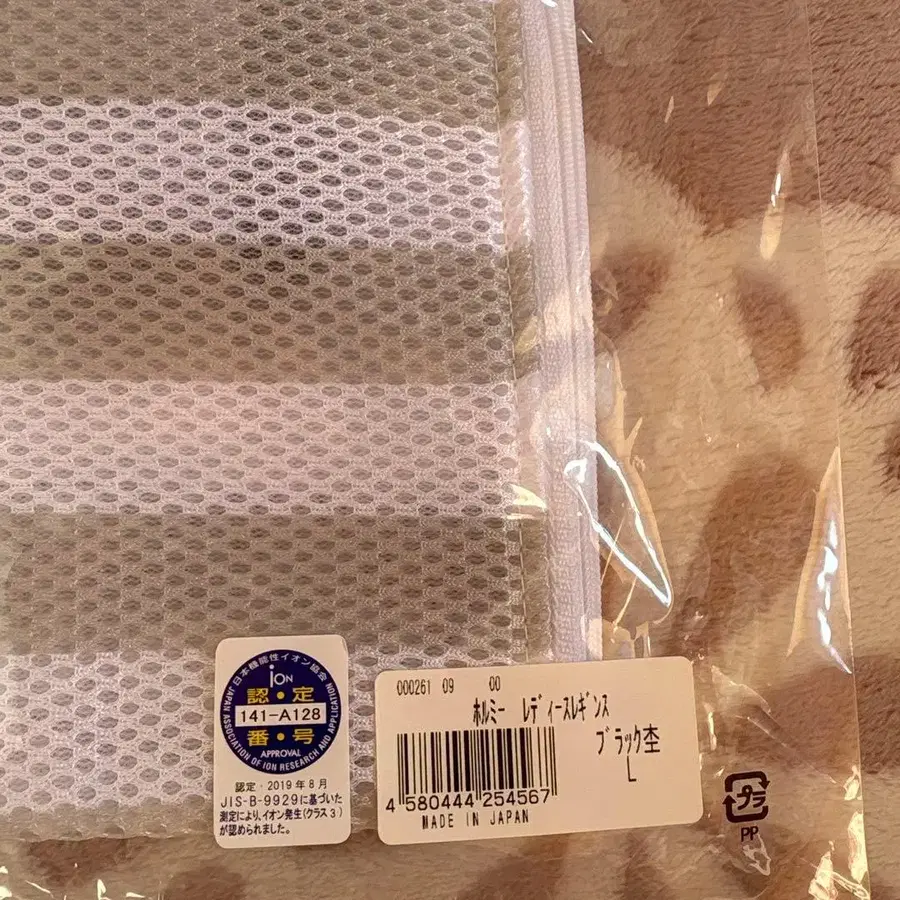 日本機能性イオン協会
ION
認・定
141-A128
番・号
APPROVAL
JAPAN ASSOCIATION OF ION RESEARCH AND APPLICATION
認定・2019年8月
JIS-B-9929に基づいた
測定により、イオン発生(クラス3)
が認められました。
000261 09 00
ホルミー レディースレギンス
ブラック杢
L
4 580444 254567
MADE IN JAPAN
プラ
PP